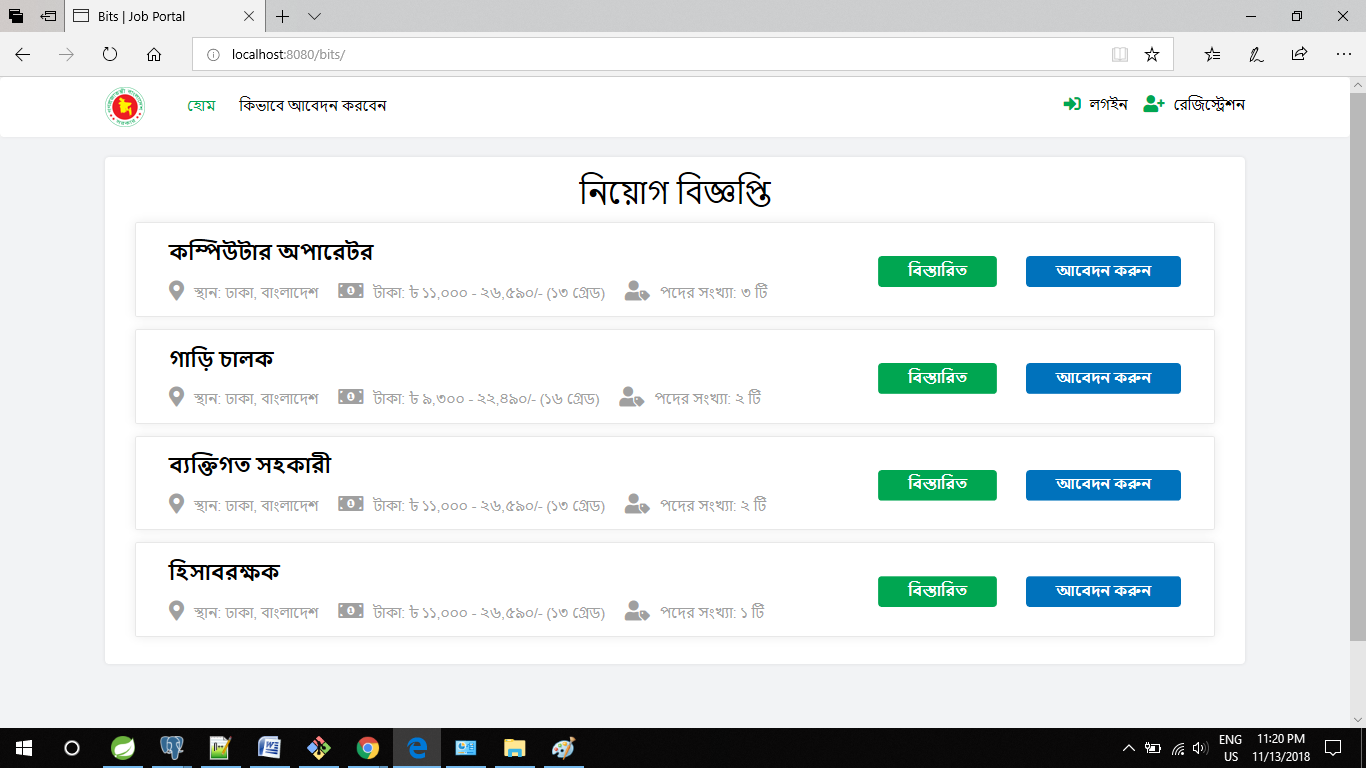 Bits | Job Portal
localhost:8080/bits/
হোম কিভাবে আবেদন করবেন লগইন রেজিস্ট্রেশন
নিয়োগ বিজ্ঞপ্তি
কম্পিউটার অপারেটর
স্থান: ঢাকা, বাংলাদেশ টাকা: ৳ ১১,০০০ - ২৬,৫৯০/- (১৩ গ্রেড) পদের সংখ্যা: ৩ টি
বিস্তারিত আবেদন করুন
গাড়ি চালক
স্থান: ঢাকা, বাংলাদেশ টাকা: ৳ ৯,৩০০ - ২২,৪৯০/- (১৬ গ্রেড) পদের সংখ্যা: ২ টি
বিস্তারিত আবেদন করুন
ব্যক্তিগত সহকারী
স্থান: ঢাকা, বাংলাদেশ টাকা: ৳ ১১,০০০ - ২৬,৫৯০/- (১৩ গ্রেড) পদের সংখ্যা: ২ টি
বিস্তারিত আবেদন করুন
হিসাবরক্ষক
স্থান: ঢাকা, বাংলাদেশ টাকা: ৳ ১১,০০০ - ২৬,৫৯০/- (১৩ গ্রেড) পদের সংখ্যা: ১ টি
বিস্তারিত আবেদন করুন
ENG 11:20 PM
US 11/13/2018